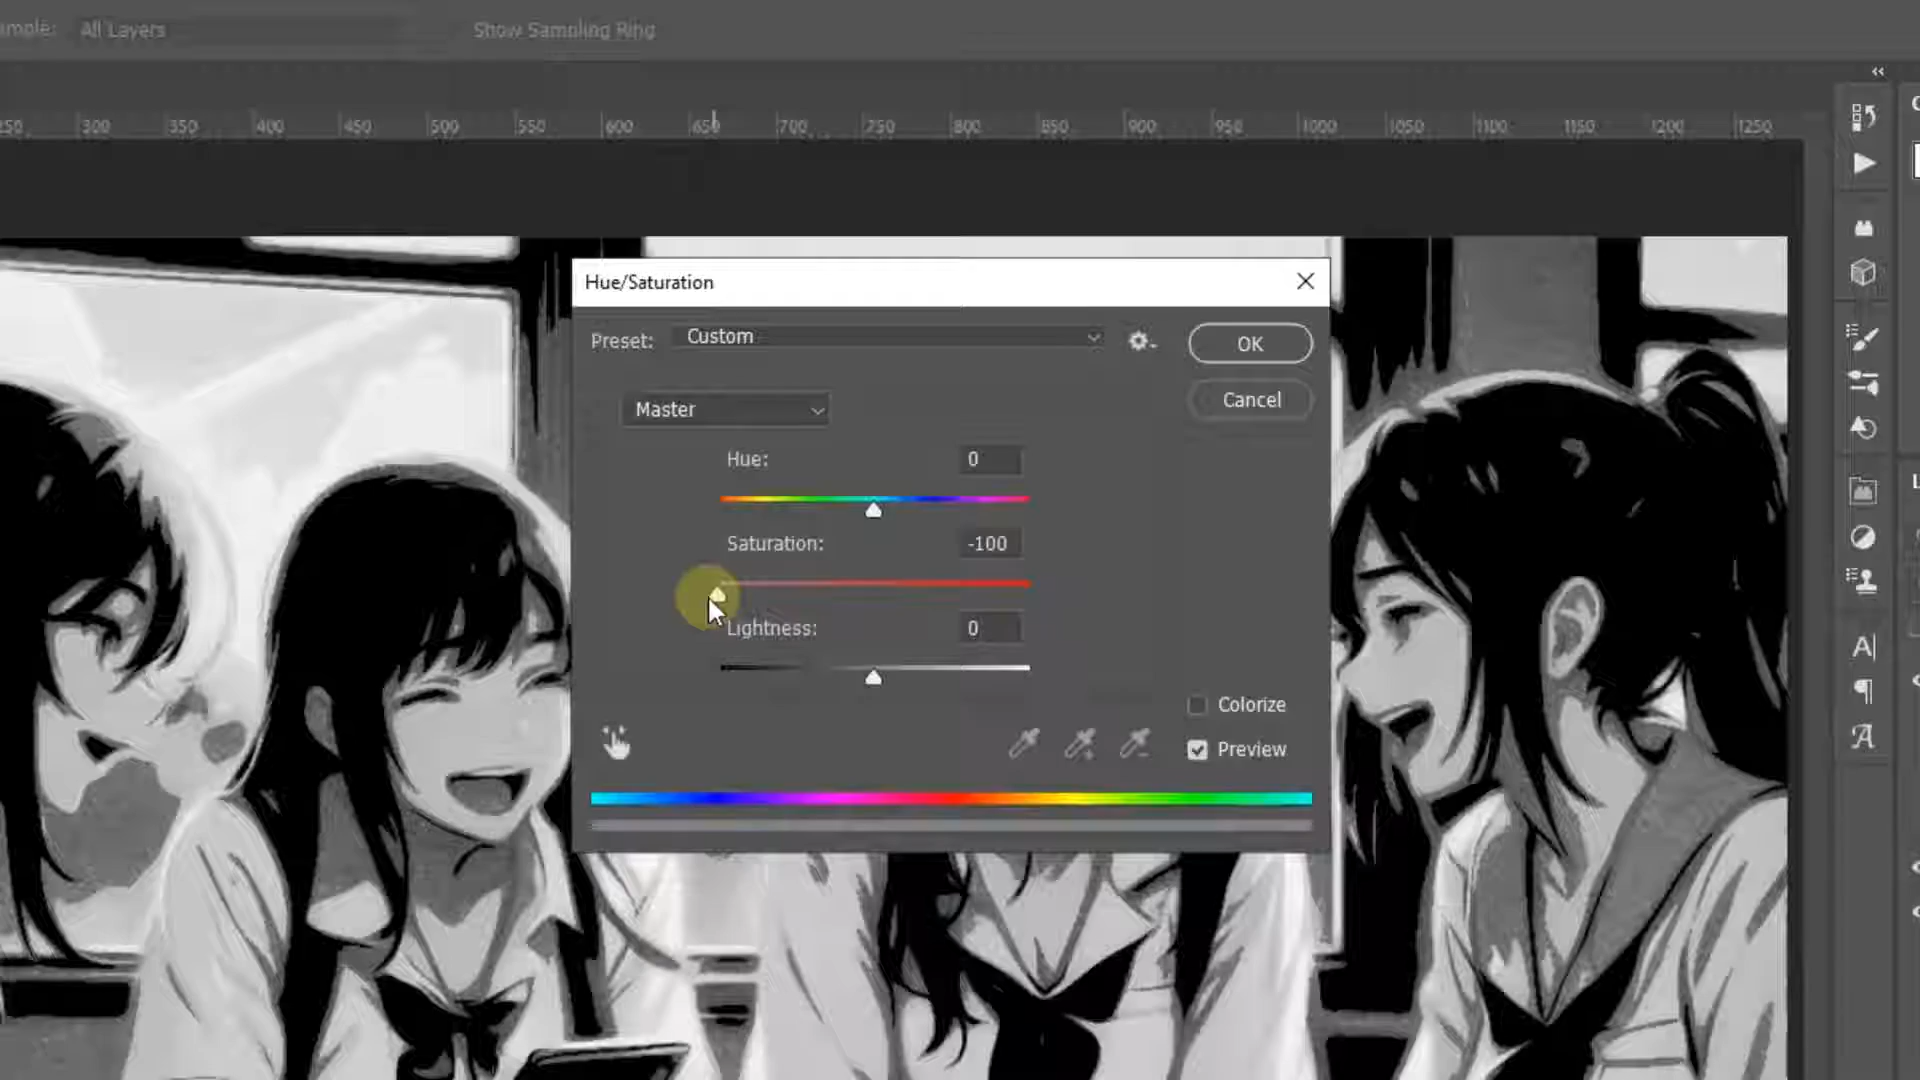 All Layers
Show Sampling Ring
300 350 400 450 500 550 600 650 700 750 800 850 900 950 1000 1050 1100 1150 1200 1250
Hue/Saturation
Preset: Custom
OK
Cancel
Master
Hue: 0
Saturation: -100
Lightness: 0
Colorize
Preview